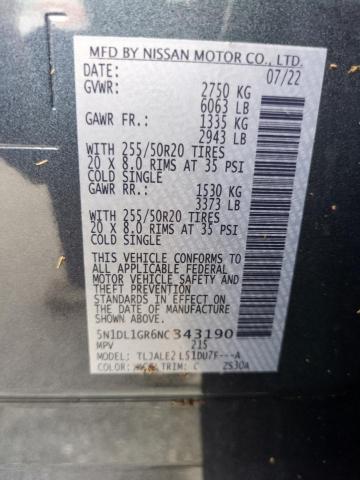 MFD BY NISSAN MOTOR CO., LTD.
DATE: 07/22
GVWR: 2750 KG
6063 LB
GAWR FR.: 1335 KG
2943 LB
WITH 255/50R20 TIRES
20 X 8.0 RIMS AT 35 PSI
COLD SINGLE
GAWR RR.: 1530 KG
3373 LB
WITH 255/50R20 TIRES
20 X 8.0 RIMS AT 35 PSI
COLD SINGLE
THIS VEHICLE CONFORMS TO
ALL APPLICABLE FEDERAL
MOTOR VEHICLE SAFETY AND
THEFT PREVENTION
STANDARDS IN EFFECT ON
THE DATE OF MANUFACTURE
SHOWN ABOVE.
5N1DL1GR6NC343190
MPV 215
MODEL: TLJALE2 L51DU7F---A
COLOR: TRIM: C 2S30A